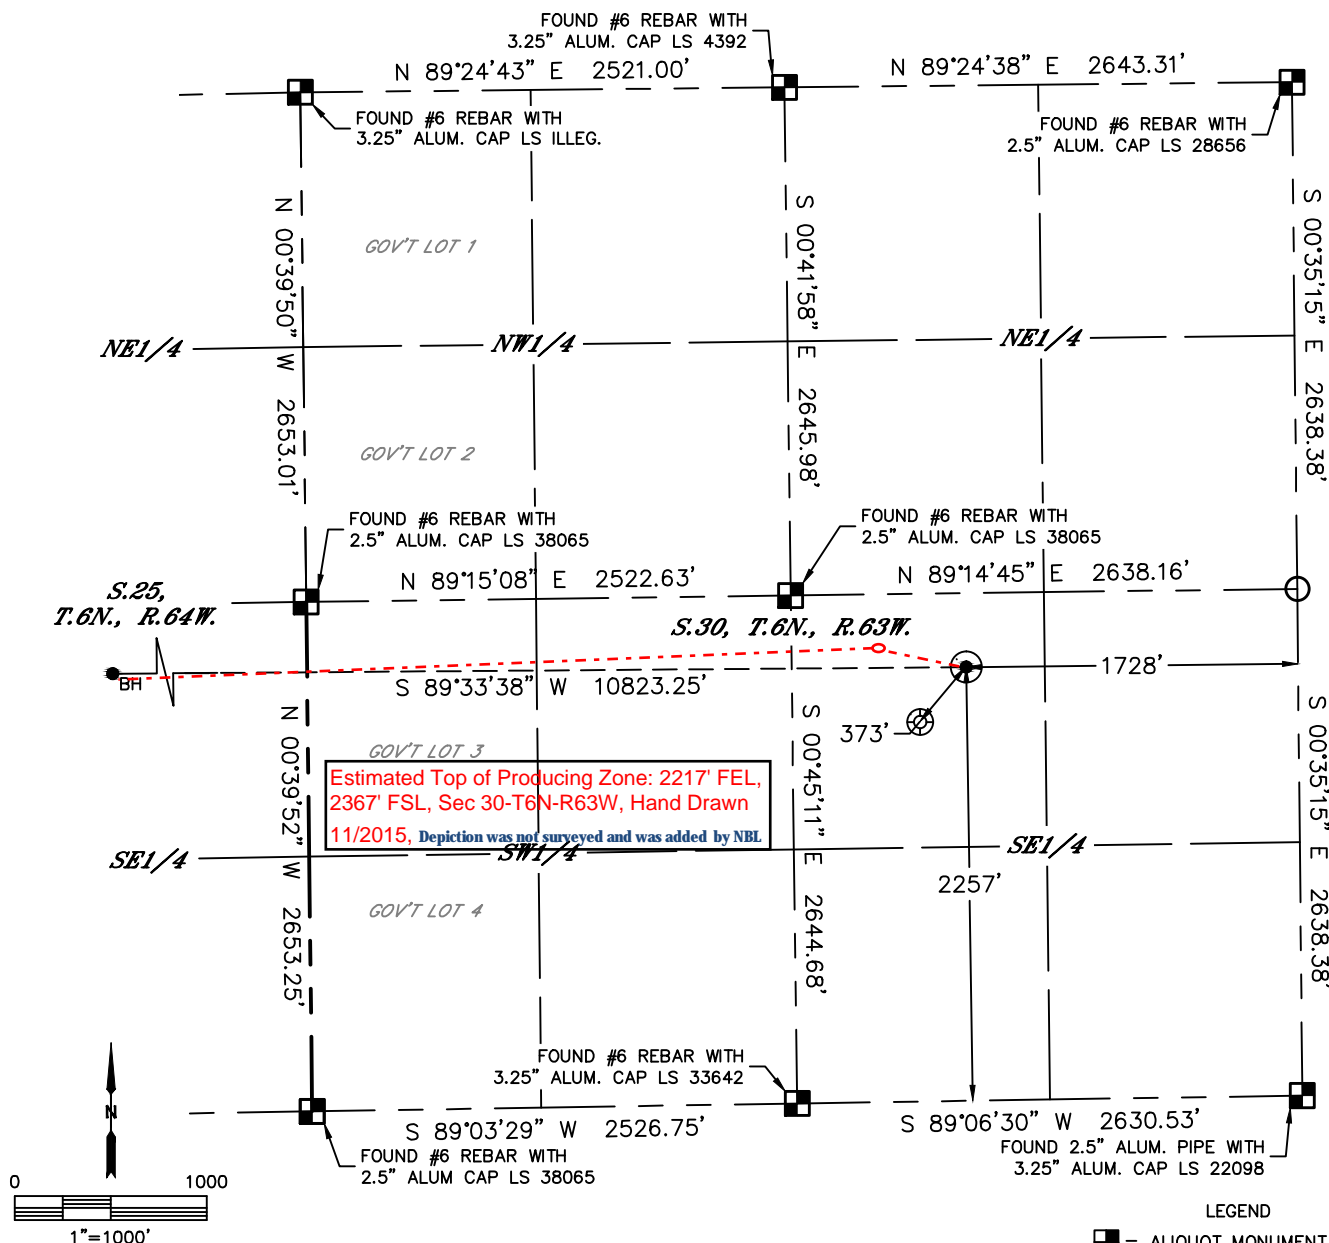 FOUND #6 REBAR WITH
3.25" ALUM. CAP LS 4392
N 89°24'43" E 2521.00'
N 89°24'38" E 2643.31'
FOUND #6 REBAR WITH
3.25" ALUM. CAP LS ILLEG.
FOUND #6 REBAR WITH
2.5" ALUM. CAP LS 28656
N 00°39'50" W 2653.01'
S 00°41'58" E 2645.98'
S 00°35'15" E 2638.38'
GOV'T LOT 1
NE1/4
NW1/4
NE1/4
GOV'T LOT 2
FOUND #6 REBAR WITH
2.5" ALUM. CAP LS 38065
FOUND #6 REBAR WITH
2.5" ALUM. CAP LS 38065
N 89°15'08" E 2522.63'
N 89°14'45" E 2638.16'
S.25,
T.6N., R.64W.
S.30, T.6N., R.63W.
BH
S 89°33'38" W 10823.25'
1728'
373'
N 00°39'52" W 2653.25'
S 00°45'11" E 2644.68'
S 00°35'15" E 2638.38'
GOV'T LOT 3
Estimated Top of Producing Zone: 2217' FEL,
2367' FSL, Sec 30-T6N-R63W, Hand Drawn
11/2015, Depiction was not surveyed and was added by NBL
SE1/4
SW1/4
SE1/4
2257'
GOV'T LOT 4
FOUND #6 REBAR WITH
3.25" ALUM. CAP LS 33642
N
S 89°03'29" W 2526.75'
S 89°06'30" W 2630.53'
FOUND #6 REBAR WITH
2.5" ALUM CAP LS 38065
FOUND 2.5" ALUM. PIPE WITH
3.25" ALUM. CAP LS 22098
0 1000
1"=1000'
LEGEND
= ALIQUOT MONUMENT